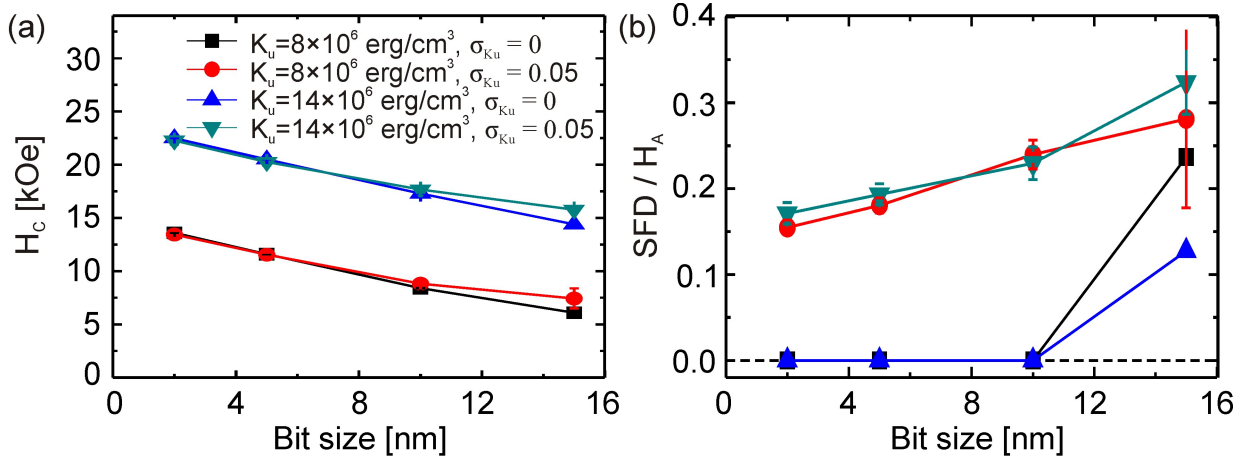 (a)
H_C [kOe]
35
30
25
20
15
10
5
0
K_u=8×10^6 erg/cm^3, σ_Ku = 0
K_u=8×10^6 erg/cm^3, σ_Ku = 0.05
K_u=14×10^6 erg/cm^3, σ_Ku = 0
K_u=14×10^6 erg/cm^3, σ_Ku = 0.05
0 4 8 12 16
Bit size [nm]
(b)
SFD / H_A
0.4
0.3
0.2
0.1
0.0
0 4 8 12 16
Bit size [nm]